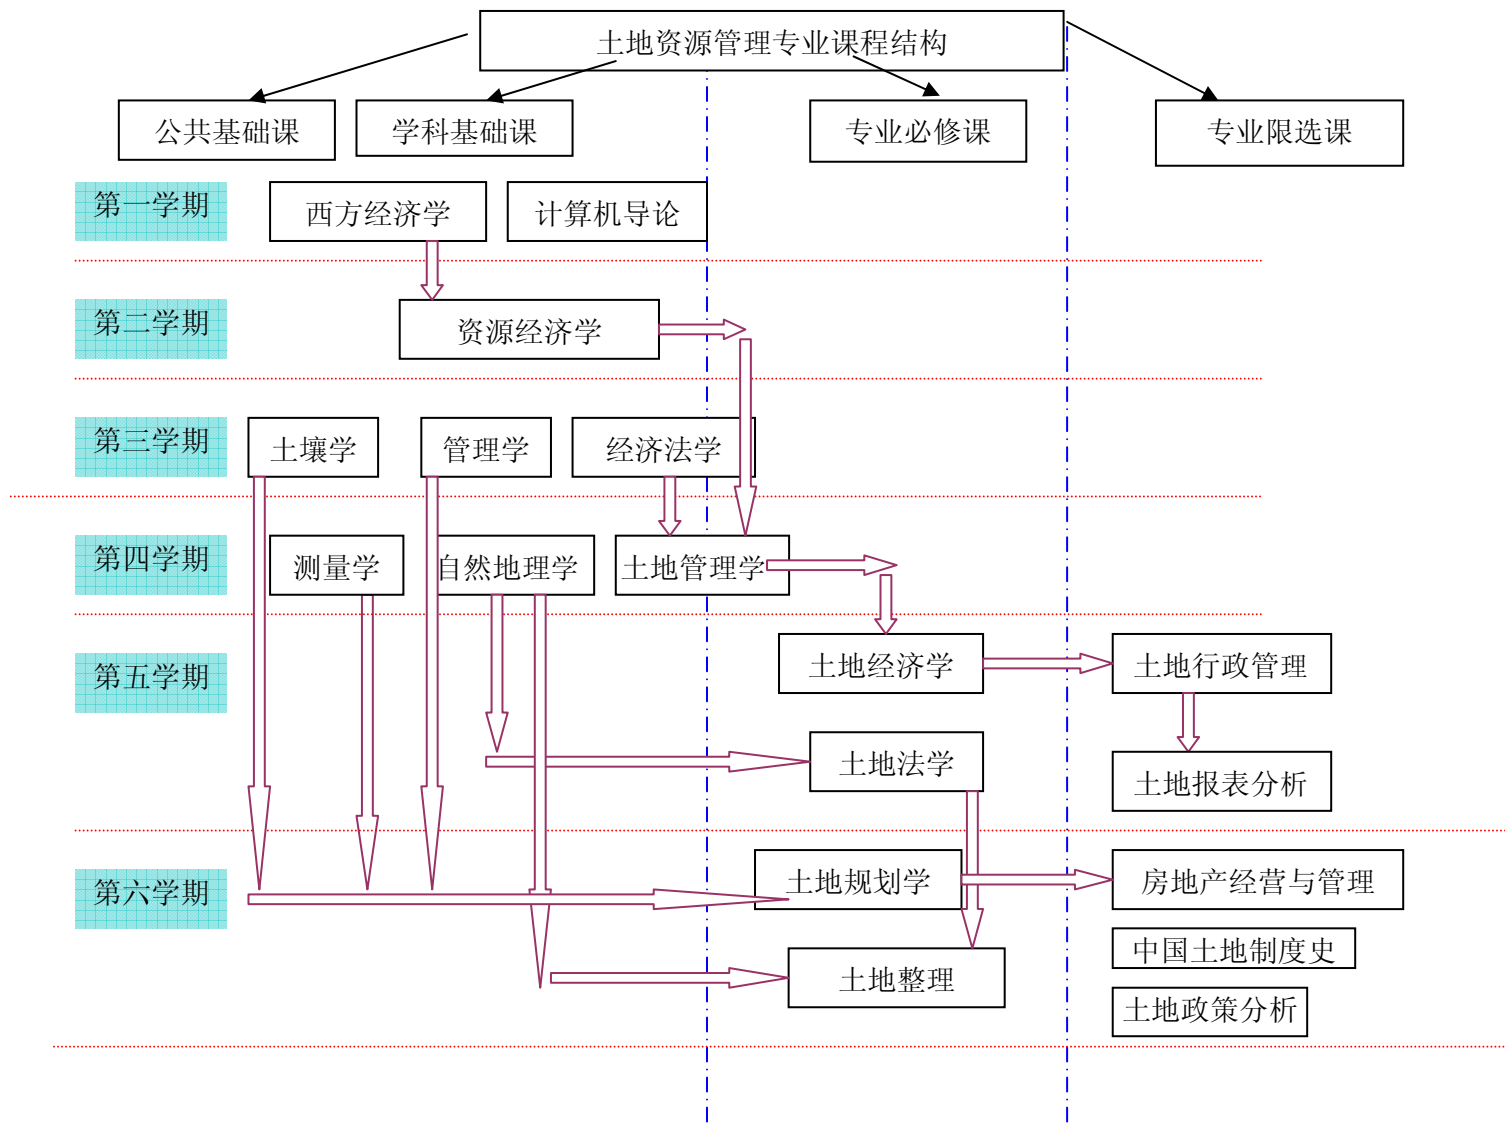 土地资源管理专业课程结构
公共基础课
学科基础课
专业必修课
专业限选课
第一学期
西方经济学
计算机导论
第二学期
资源经济学
第三学期
土壤学
管理学
经济法学
第四学期
测量学
自然地理学
土地管理学
第五学期
土地经济学
土地行政管理
土地法学
土地报表分析
第六学期
土地规划学
房地产经营与管理
中国土地制度史
土地整理
土地政策分析